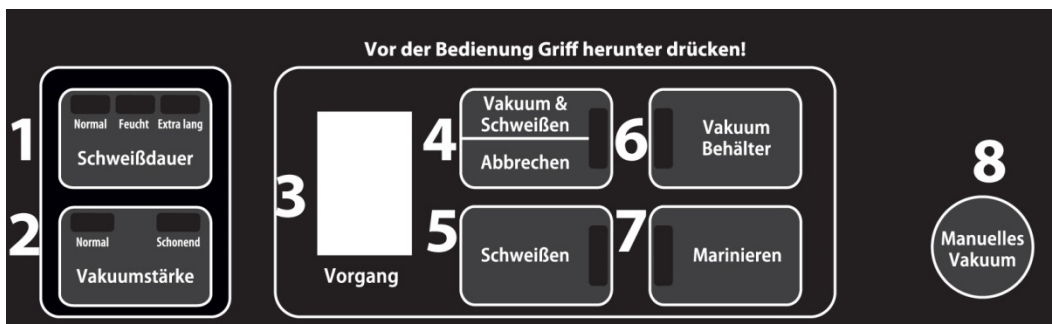 Vor der Bedienung Griff herunter drücken!
1
Normal Feucht Extra lang
Schweißdauer
2
Normal Schonend
Vakuumstärke
3
Vorgang
4
Vakuum &
Schweißen
Abbrechen
5
Schweißen
6
Vakuum
Behälter
7
Marinieren
8
Manuelles
Vakuum